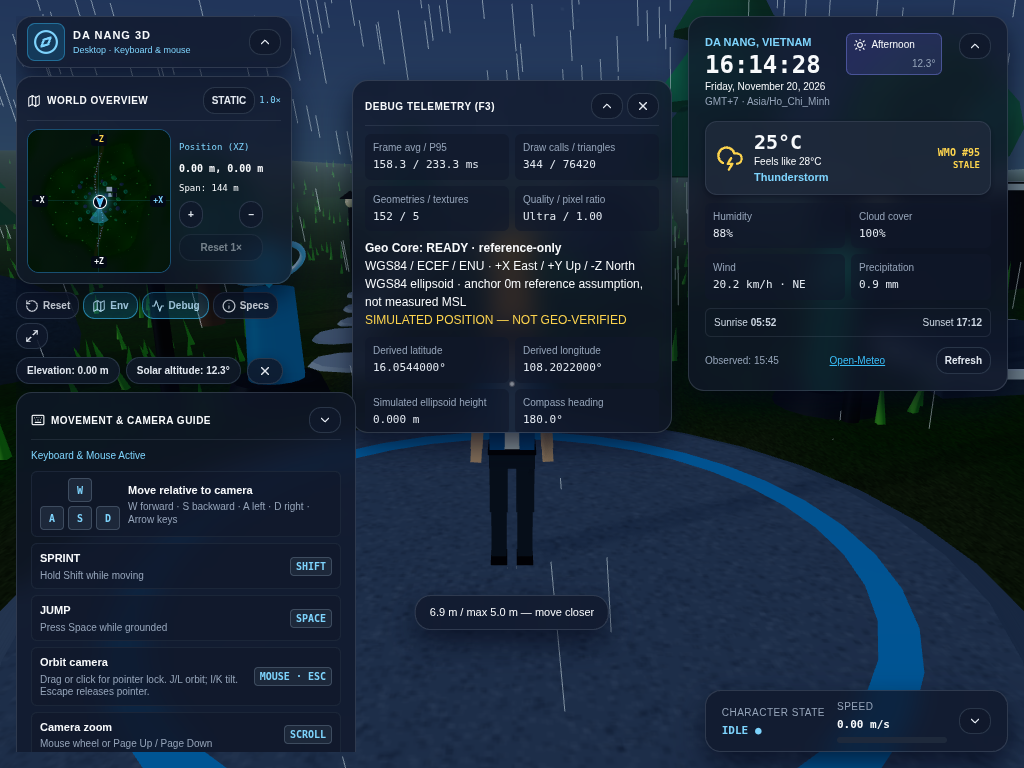 DA NANG 3D
Desktop · Keyboard & mouse
WORLD OVERVIEW
STATIC
1.0×
-Z
-X
+X
+Z
Position (XZ)
0.00 m, 0.00 m
Span: 144 m
+
−
Reset 1×
Reset
Env
Debug
Specs
Elevation: 0.00 m
Solar altitude: 12.3°
MOVEMENT & CAMERA GUIDE
Keyboard & Mouse Active
W
A S D
Move relative to camera
W forward · S backward · A left · D right ·
Arrow keys
SPRINT
Hold Shift while moving
SHIFT
JUMP
Press Space while grounded
SPACE
Orbit camera
Drag or click for pointer lock. J/L orbit; I/K tilt.
Escape releases pointer.
MOUSE · ESC
Camera zoom
Mouse wheel or Page Up / Page Down
SCROLL
DEBUG TELEMETRY (F3)
Frame avg / P95
158.3 / 233.3 ms
Draw calls / triangles
344 / 76420
Geometries / textures
152 / 5
Quality / pixel ratio
Ultra / 1.00
Geo Core: READY · reference-only
WGS84 / ECEF / ENU · +X East / +Y Up / -Z North
WGS84 ellipsoid · anchor 0m reference assumption,
not measured MSL
SIMULATED POSITION — NOT GEO-VERIFIED
Derived latitude
16.0544000°
Derived longitude
108.2022000°
Simulated ellipsoid height
0.000 m
Compass heading
180.0°
6.9 m / max 5.0 m — move closer
DA NANG, VIETNAM
16:14:28
Friday, November 20, 2026
GMT+7 · Asia/Ho_Chi_Minh
Afternoon
12.3°
25°C
Feels like 28°C
Thunderstorm
WMO #95
STALE
Humidity
88%
Cloud cover
100%
Wind
20.2 km/h · NE
Precipitation
0.9 mm
Sunrise 05:52
Sunset 17:12
Observed: 15:45
Open-Meteo
Refresh
CHARACTER STATE
IDLE
SPEED
0.00 m/s